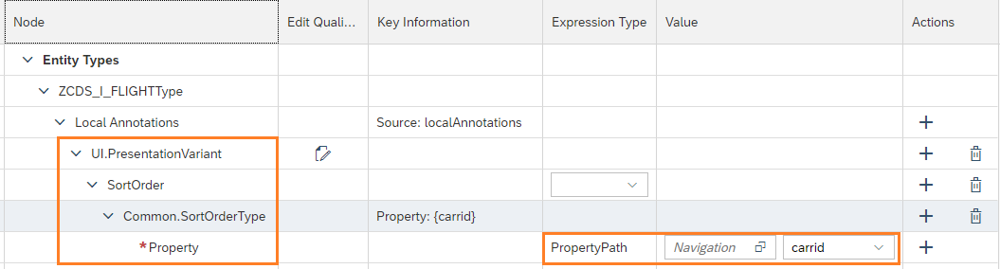 Node Edit Quali... Key Information Expression Type Value Actions
Entity Types
ZCDS_I_FLIGHTType
Local Annotations Source: localAnnotations
UI.PresentationVariant
SortOrder
Common.SortOrderType Property: {carrid}
*Property PropertyPath Navigation carrid